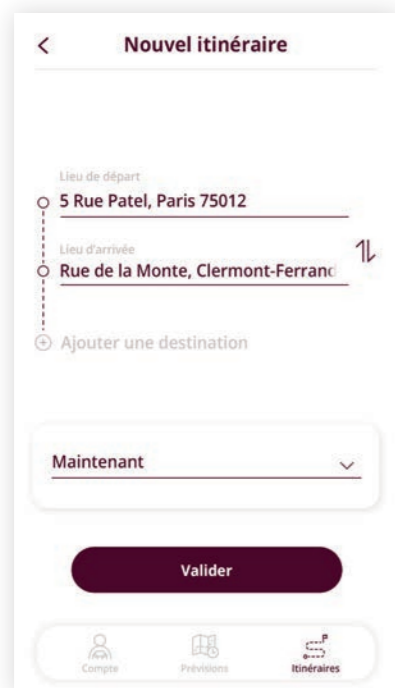 Nouvel itinéraire
Lieu de départ
5 Rue Patel, Paris 75012
Lieu d'arrivée
Rue de la Monte, Clermont-Ferrand
Ajouter une destination
Maintenant
Valider
Compte Prévisions Itinéraires